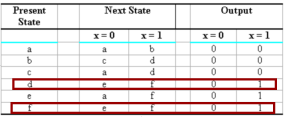 Present State Next State Output
x = 0 x = 1 x = 0 x = 1
a a b 0 0
b c d 0 0
c a d 0 0
d e f 0 1
e a f 0 1
f e f 0 1